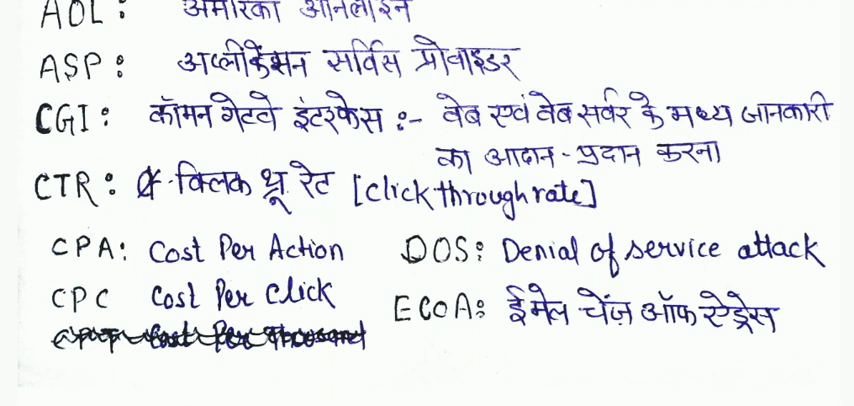 AOL : अमेरिका ऑनलाइन
ASP : अप्लीकेशन सर्विस प्रोवाइडर
CGI : कॉमन गेटवे इंटरफेस :- वेब एवं वेब सर्वर के मध्य जानकारी
का आदान - प्रदान करना
CTR : क्लिक थ्रू रेट [click through rate]
CPA : Cost Per Action
DOS : Denial of service attack
CPC Cost Per Click
ECOA : ईमेल चेंज़ ऑफ ऐड्रेस